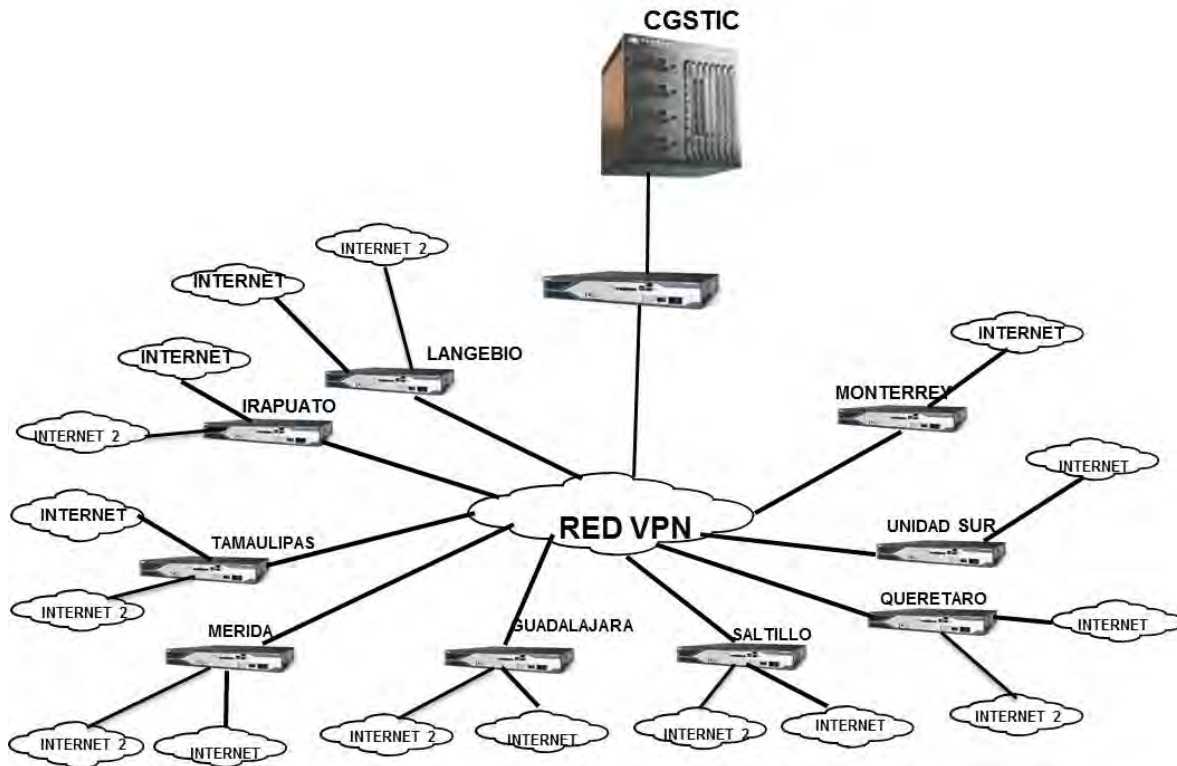 CGSTIC
INTERNET 2
INTERNET
LANGEBIO
INTERNET
INTERNET
IRAPUATO
MONTERREY
INTERNET 2
INTERNET
INTERNET
RED VPN
UNIDAD SUR
TAMAULIPAS
QUERETARO
INTERNET 2
INTERNET
MERIDA
GUADALAJARA
SALTILLO
INTERNET 2
INTERNET 2
INTERNET
INTERNET 2
INTERNET
INTERNET 2
INTERNET